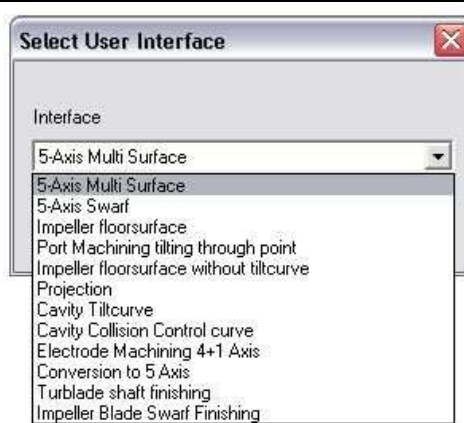 Select User Interface
Interface
5-Axis Multi Surface
5-Axis Multi Surface
5-Axis Swarf
Impeller floorsurface
Port Machining tilting through point
Impeller floorsurface without tiltcurve
Projection
Cavity Tiltcurve
Cavity Collision Control curve
Electrode Machining 4+1 Axis
Conversion to 5 Axis
Turblade shaft finishing
Impeller Blade Swarf Finishing